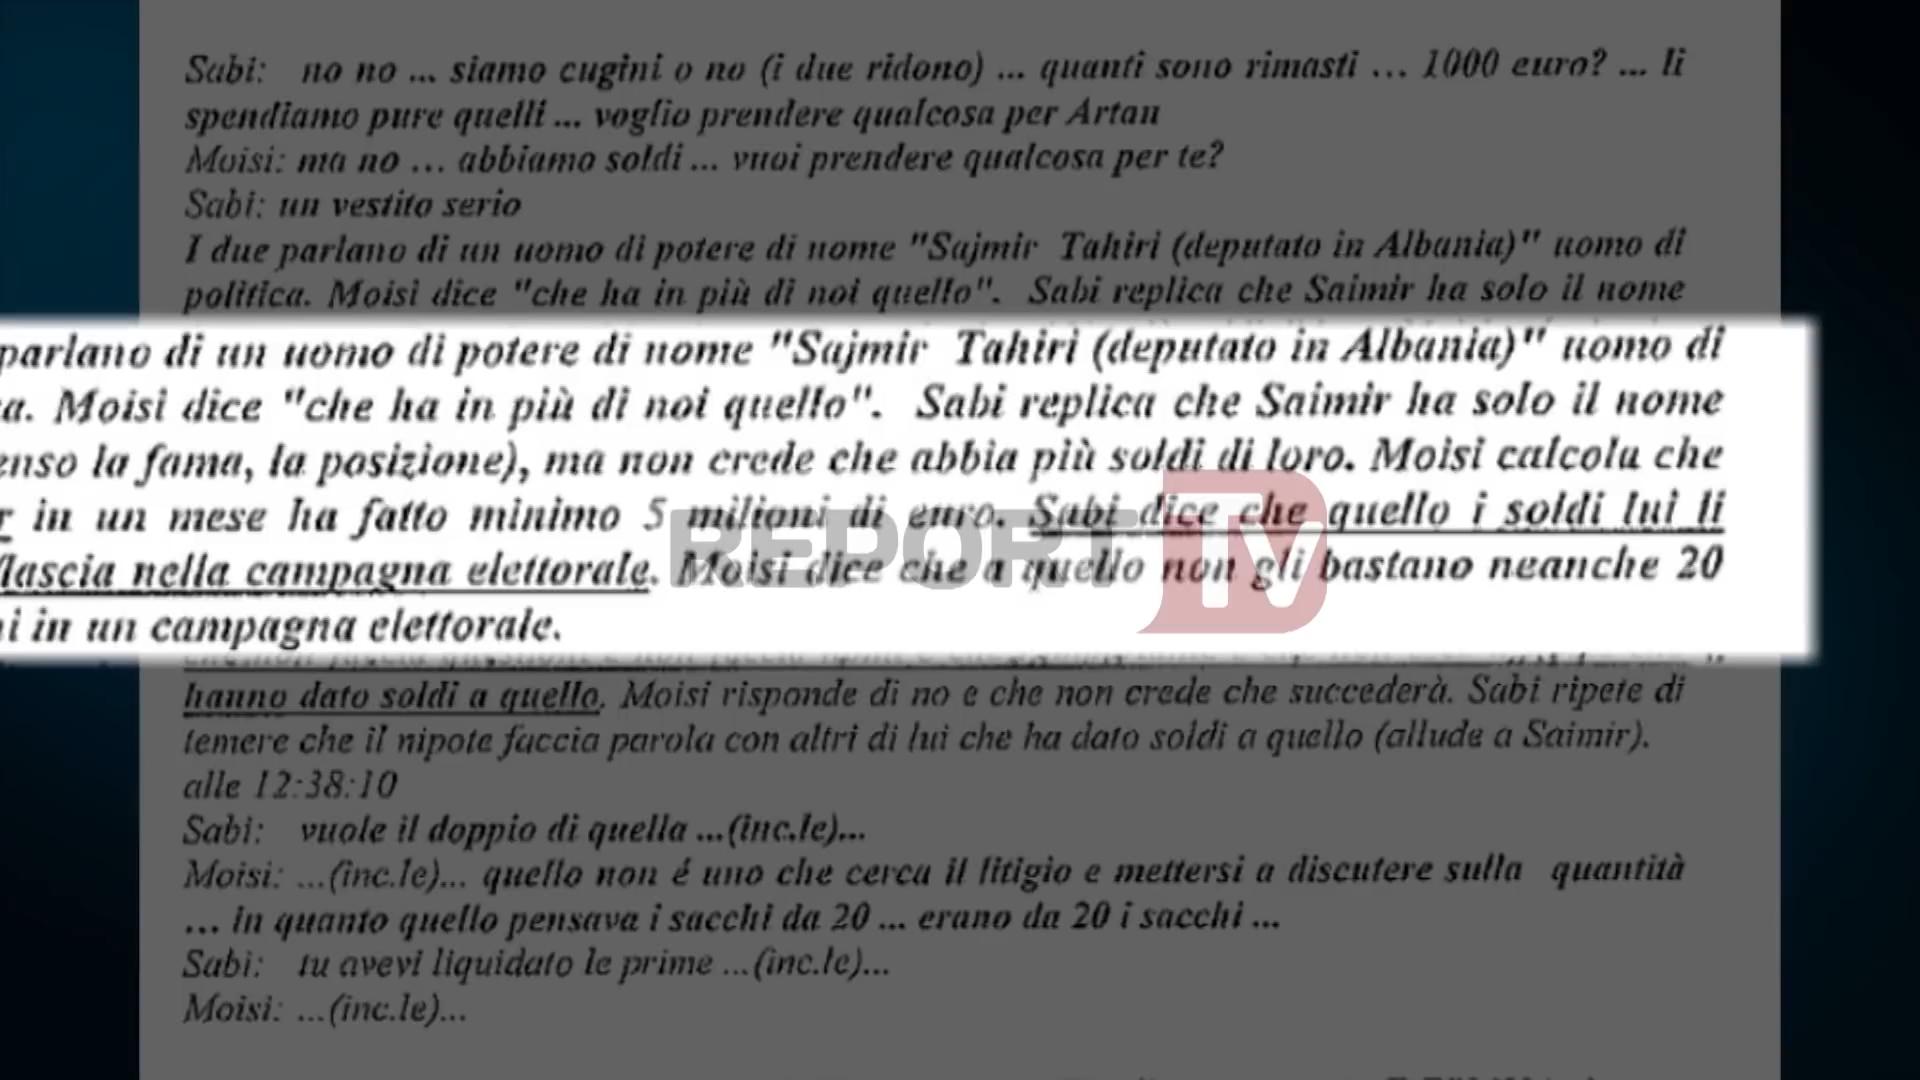 Sabi: no no ... siamo cugini o no (i due ridono) ... quanti sono rimasti ... 1000 euro? ... li
spendiamo pure quelli ... voglio prendere qualcosa per Artan
Moisi: ma no ... abbiamo soldi ... vuoi prendere qualcosa per te?
Sabi: un vestito serio
I due parlano di un uomo di potere di nome "Sajmir Tahiri (deputato in Albania)" uomo di
politica. Moisi dice "che ha in più di noi quello". Sabi replica che Saimir ha solo il nome
parlano di un uomo di potere di nome "Sajmir Tahiri (deputato in Albania)" uomo di
a. Moisi dice "che ha in più di noi quello". Sabi replica che Saimir ha solo il nome
enso la fama, la posizione), ma non crede che abbia più soldi di loro. Moisi calcola che
r in un mese ha fatto minimo 5 milioni di euro. Sabi dice che quello i soldi lui li
lascia nella campagna elettorale. Moisi dice che a quello non gli bastano neanche 20
i in un campagna elettorale.
REPORT TV
hanno dato soldi a quello. Moisi risponde di no e che non crede che succederà. Sabi ripete di
temere che il nipote faccia parola con altri di lui che ha dato soldi a quello (allude a Saimir).
alle 12:38:10
Sabi: vuole il doppio di quella ...(inc.le)...
Moisi: ...(inc.le)... quello non é uno che cerca il litigio e mettersi a discutere sulla quantità
... in quanto quello pensava i sacchi da 20 ... erano da 20 i sacchi ...
Sabi: tu avevi liquidato le prime ...(inc.le)...
Moisi: ...(inc.le)...